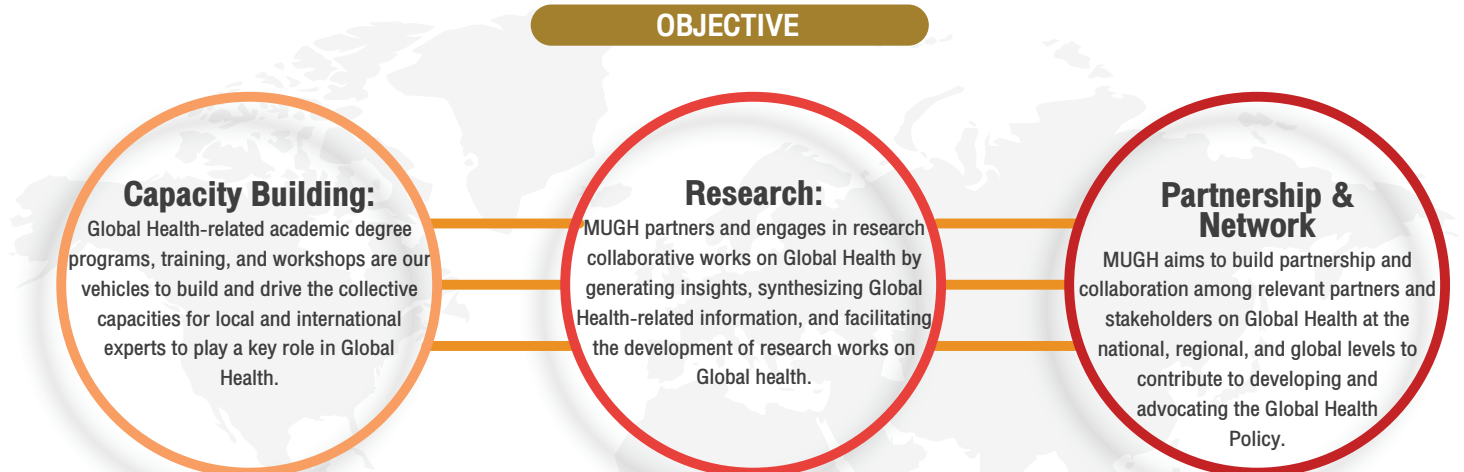 OBJECTIVE
Capacity Building:
Global Health-related academic degree
programs, training, and workshops are our
vehicles to build and drive the collective
capacities for local and international
experts to play a key role in Global
Health.
Research:
MUGH partners and engages in research
collaborative works on Global Health by
generating insights, synthesizing Global
Health-related information, and facilitating
the development of research works on
Global health.
Partnership &
Network
MUGH aims to build partnership and
collaboration among relevant partners and
stakeholders on Global Health at the
national, regional, and global levels to
contribute to developing and
advocating the Global Health
Policy.